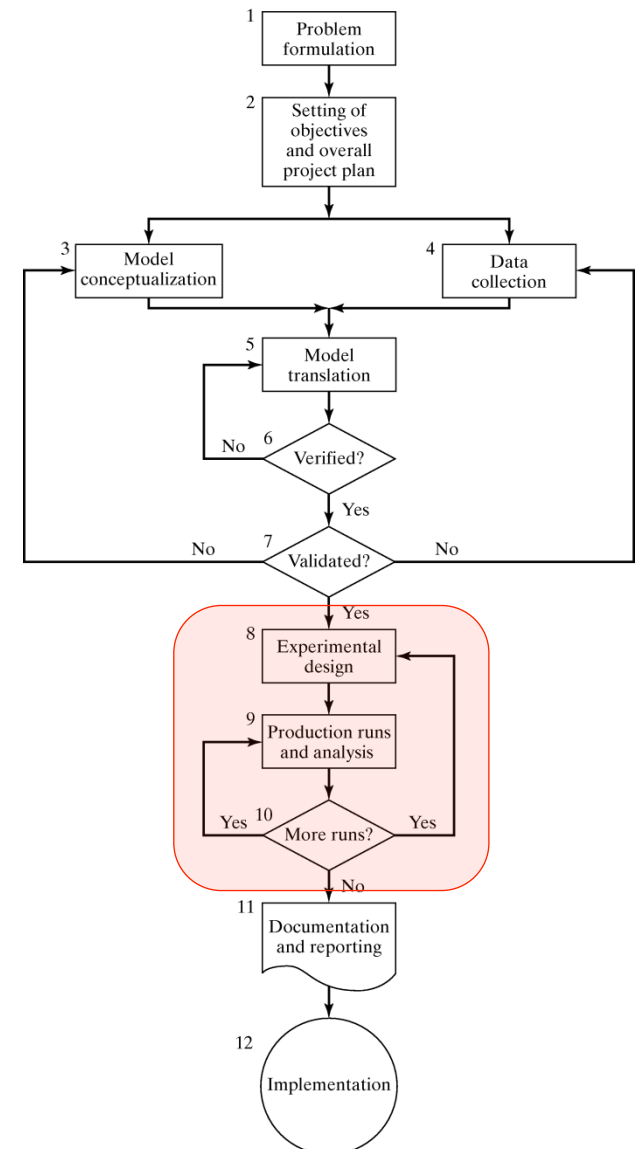 1
Problem
formulation
2
Setting of
objectives
and overall
project plan
3
Model
conceptualization
4
Data
collection
5
Model
translation
6
No
Verified?
Yes
7
No
Validated?
No
Yes
8
Experimental
design
9
Production runs
and analysis
10
Yes
More runs?
Yes
No
11
Documentation
and reporting
12
Implementation